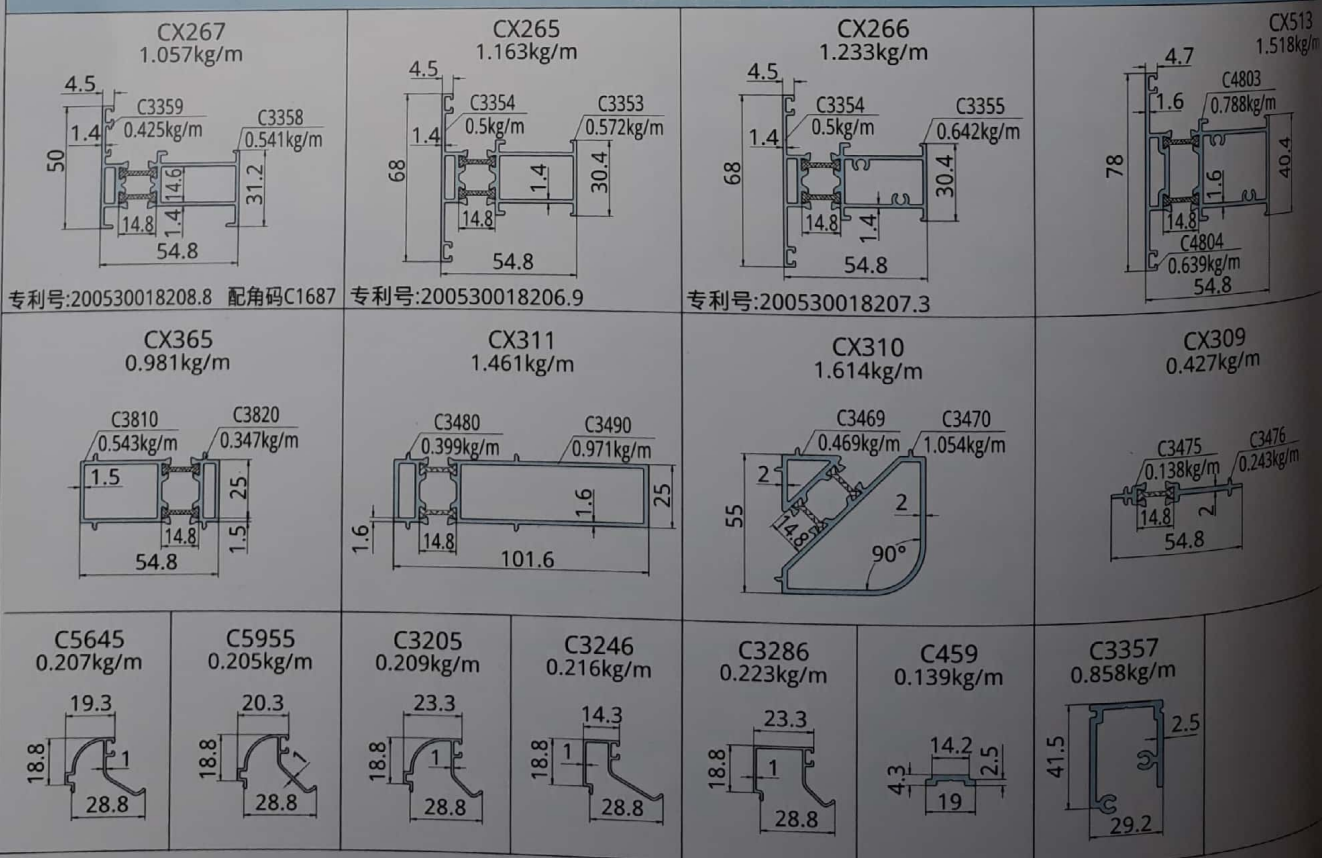 CX267
1.057kg/m
4.5
C3359
0.425kg/m
C3358
0.541kg/m
1.4
50
14.6
31.2
14.8
1.4
54.8
专利号:200530018208.8 配角码C1687
CX265
1.163kg/m
4.5
C3354
0.5kg/m
C3353
0.572kg/m
1.4
68
1.4
30.4
14.8
54.8
专利号:200530018206.9
CX266
1.233kg/m
4.5
C3354
0.5kg/m
C3355
0.642kg/m
1.4
68
30.4
14.8
1.4
54.8
专利号:200530018207.3
CX513
1.518kg/m
4.7
C4803
0.788kg/m
1.6
78
40.4
1.6
14.8
C4804
0.639kg/m
54.8
CX365
0.981kg/m
C3810
0.543kg/m
C3820
0.347kg/m
1.5
25
14.8
1.5
54.8
CX311
1.461kg/m
C3480
0.399kg/m
C3490
0.971kg/m
1.6
25
1.6
14.8
101.6
CX310
1.614kg/m
C3469
0.469kg/m
C3470
1.054kg/m
2
55
2
14.8
90°
CX309
0.427kg/m
C3475
0.138kg/m
C3476
0.243kg/m
14.8
2
54.8
C5645
0.207kg/m
19.3
18.8
1
28.8
C5955
0.205kg/m
20.3
18.8
1
28.8
C3205
0.209kg/m
23.3
18.8
1
28.8
C3246
0.216kg/m
14.3
18.8
1
28.8
C3286
0.223kg/m
23.3
18.8
1
28.8
C459
0.139kg/m
14.2
4.3
2.5
19
C3357
0.858kg/m
41.5
2.5
29.2